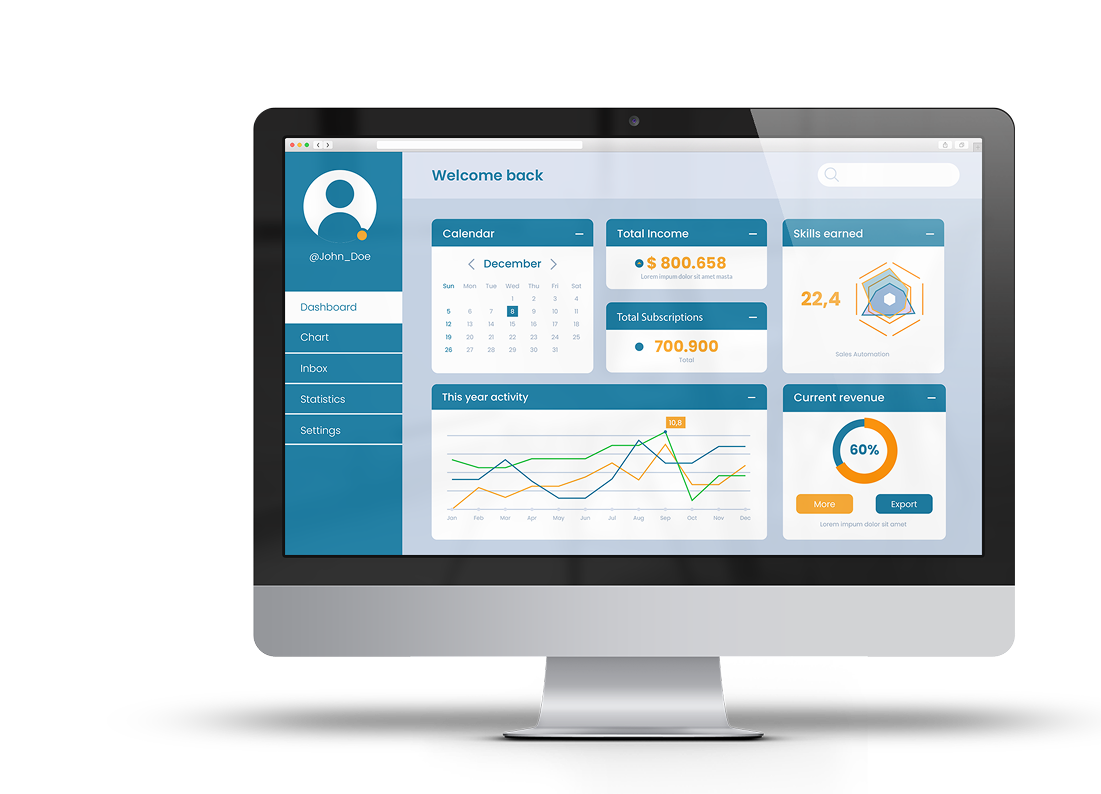 Welcome back
@John_Doe
Dashboard
Chart
Inbox
Statistics
Settings
Calendar
December
Sun Mon Tue Wed Thu Fri Sat
1 2 3 4
5 6 7 8 9 10 11
12 13 14 15 16 17 18
19 20 21 22 23 24 25
26 27 28 29 30 31
Total Income
$ 800.658
Lorem impum dolor sit amet masta
Total Subscriptions
700.900
Total
Skills earned
22,4
Sales Automation
This year activity
10,8
Jan Feb Mar Apr May Jun Jul Aug Sep Oct Nov Dec
Current revenue
60%
More Export
Lorem impum dolor sit amet